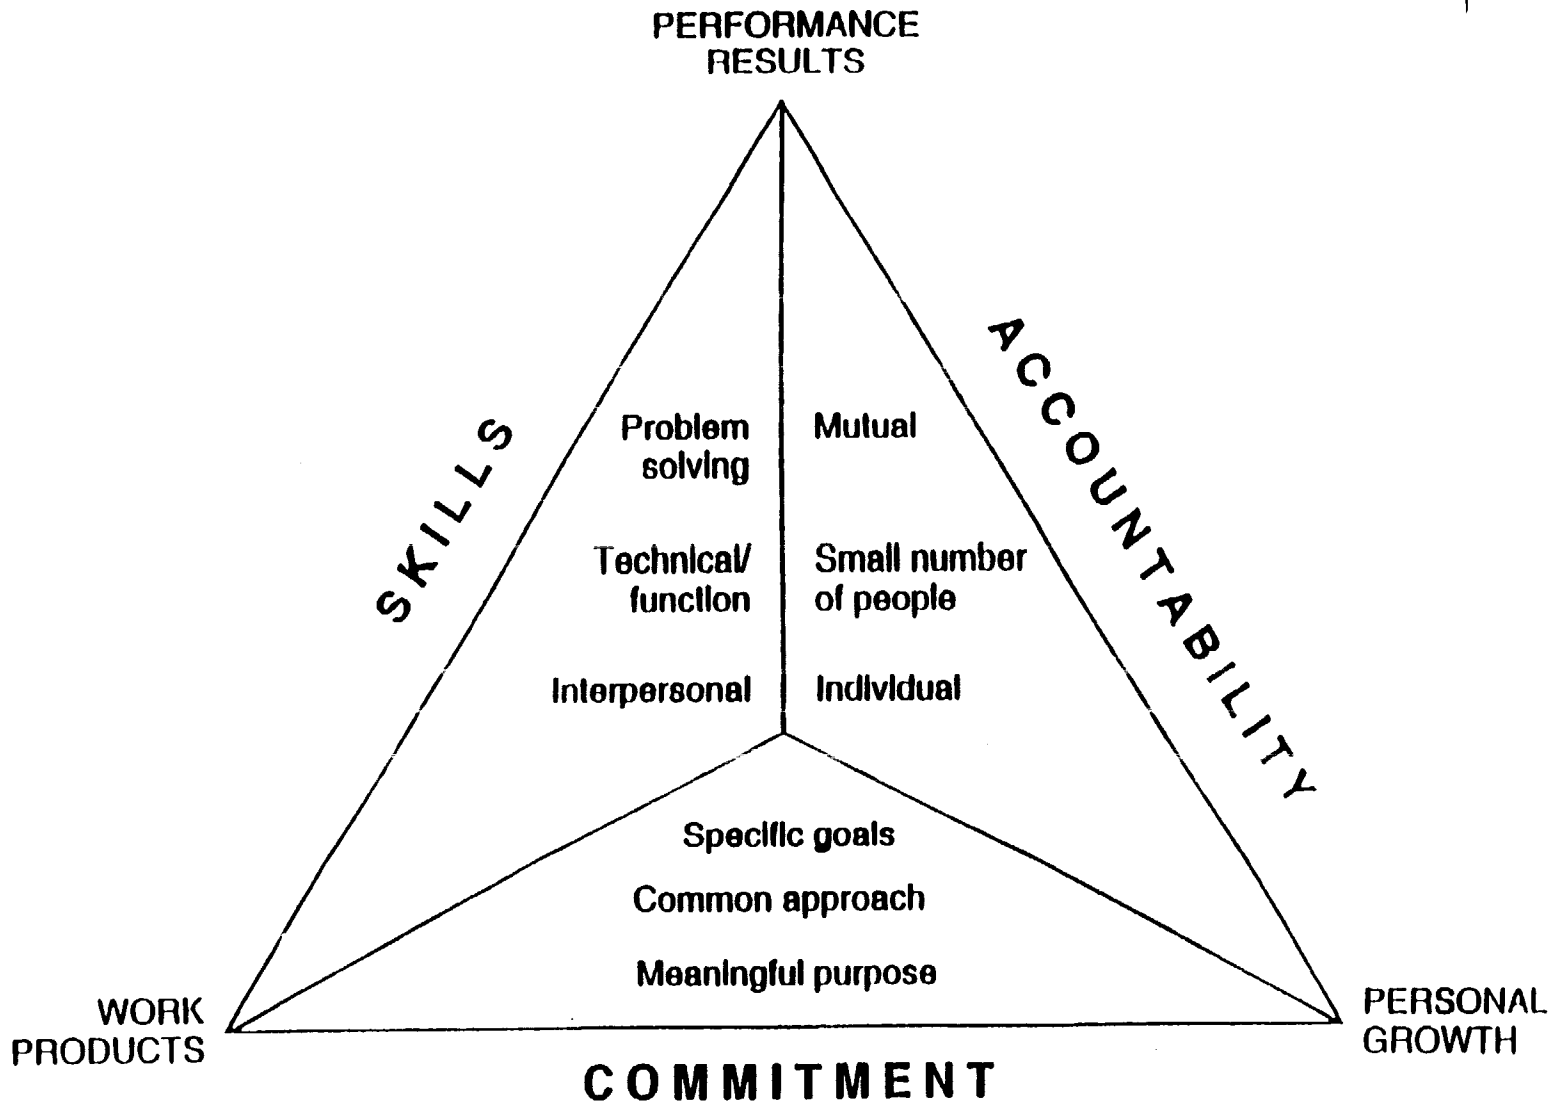 PERFORMANCE
RESULTS
SKILLS
ACCOUNTABILITY
Problem
solving
Mutual
Technical/
function
Small number
of people
Interpersonal
Individual
Specific goals
Common approach
Meaningful purpose
WORK
PRODUCTS
PERSONAL
GROWTH
COMMITMENT